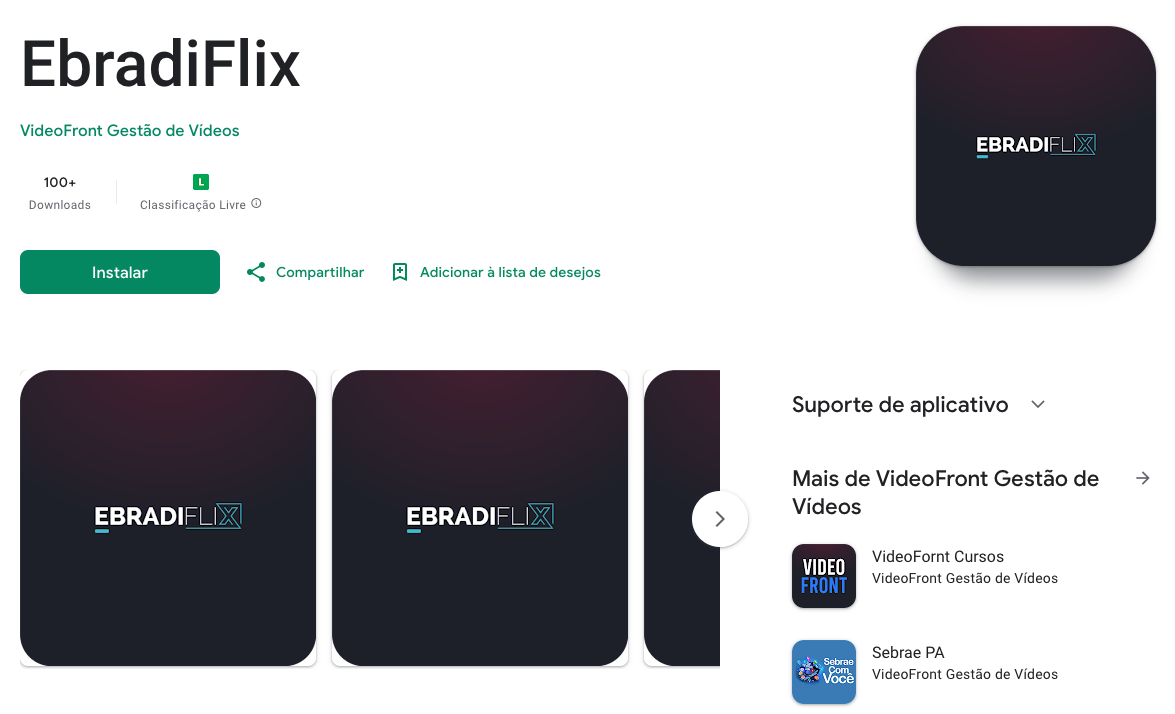 EbradiFlix
VideoFront Gestão de Vídeos
100+
Downloads
L
Classificação Livre
Instalar
Compartilhar
Adicionar à lista de desejos
EBRADIFLIX
EBRADIFLIX
EBRADIFLIX
Suporte de aplicativo
Mais de VideoFront Gestão de
Vídeos
VIDEO
FRONT
VideoFornt Cursos
VideoFront Gestão de Vídeos
Sebrae
Com
Você
Sebrae PA
VideoFront Gestão de Vídeos